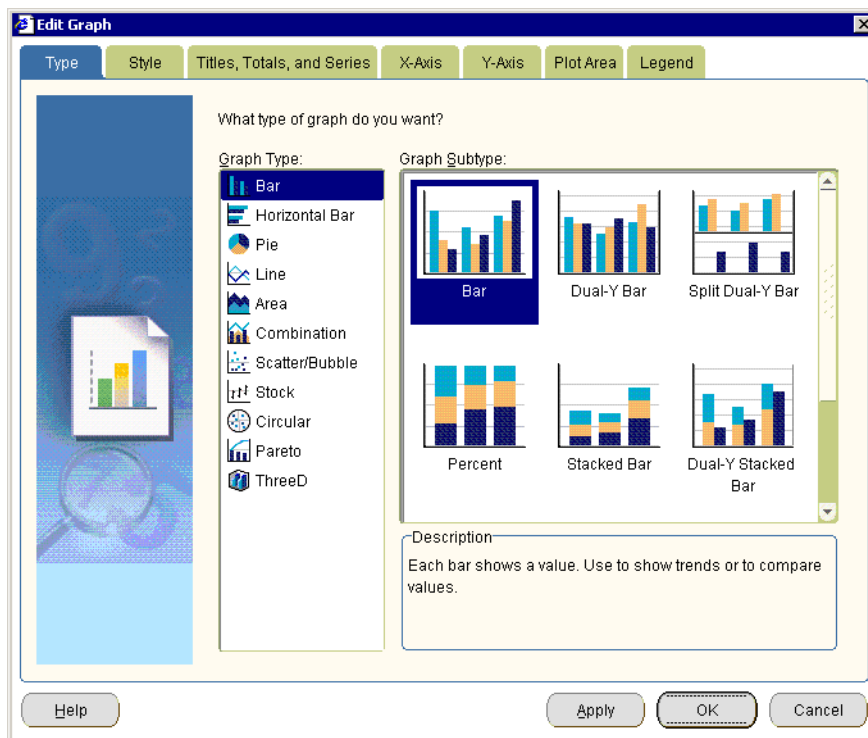 Edit Graph
Type
Style
Titles, Totals, and Series
X-Axis
Y-Axis
Plot Area
Legend
What type of graph do you want?
Graph Type:
Bar
Horizontal Bar
Pie
Line
Area
Combination
Scatter/Bubble
Stock
Circular
Pareto
ThreeD
Graph Subtype:
Bar
Dual-Y Bar
Split Dual-Y Bar
Percent
Stacked Bar
Dual-Y Stacked
Bar
Description
Each bar shows a value. Use to show trends or to compare
values.
Help
Apply
OK
Cancel